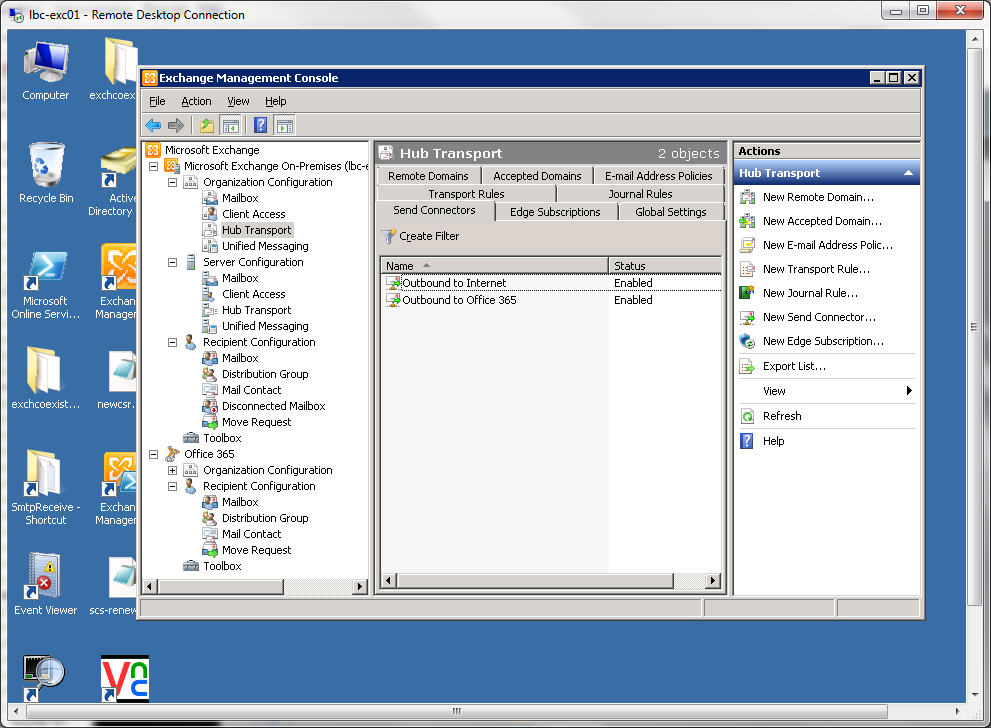 lbc-exc01 - Remote Desktop Connection
Computer
exchcoex
Recycle Bin
Active
Directory
Microsoft
Online Servi...
Exchan
Manager
exchcoexist...
newcsr.
SmtpReceive -
Shortcut
Exchan
Manager
Event Viewer
scs-renew
Exchange Management Console
File Action View Help
Microsoft Exchange
Microsoft Exchange On-Premises (lbc-e
Organization Configuration
Mailbox
Client Access
Hub Transport
Unified Messaging
Server Configuration
Mailbox
Client Access
Hub Transport
Unified Messaging
Recipient Configuration
Mailbox
Distribution Group
Mail Contact
Disconnected Mailbox
Move Request
Toolbox
Office 365
Organization Configuration
Recipient Configuration
Mailbox
Distribution Group
Mail Contact
Move Request
Toolbox
Hub Transport 2 objects
Remote Domains Accepted Domains E-mail Address Policies
Transport Rules Journal Rules
Send Connectors Edge Subscriptions Global Settings
Create Filter
Name Status
Outbound to Internet Enabled
Outbound to Office 365 Enabled
Actions
Hub Transport
New Remote Domain...
New Accepted Domain...
New E-mail Address Polic...
New Transport Rule...
New Journal Rule...
New Send Connector...
New Edge Subscription...
Export List...
View
Refresh
Help
Vnc